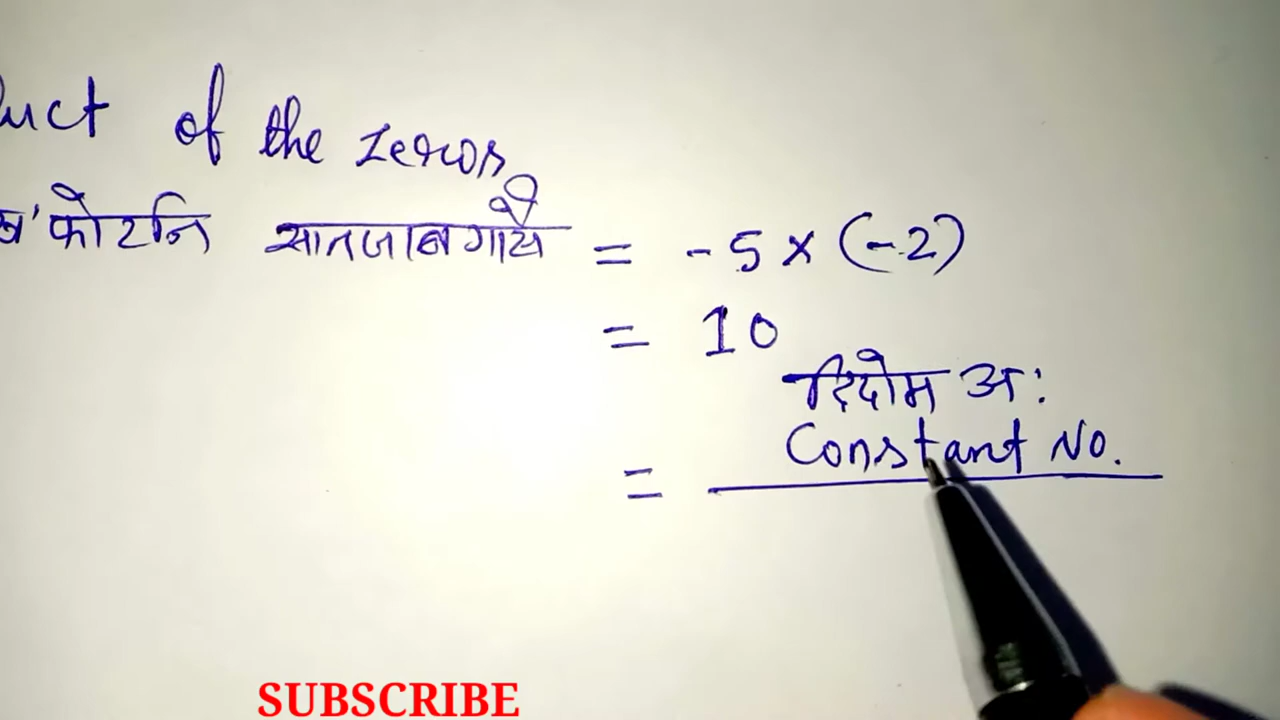 uct of the zeros
फोरनि सानजाबगासै = -5 × (-2)
= 10
अ:
= Constant No.
SUBSCRIBE